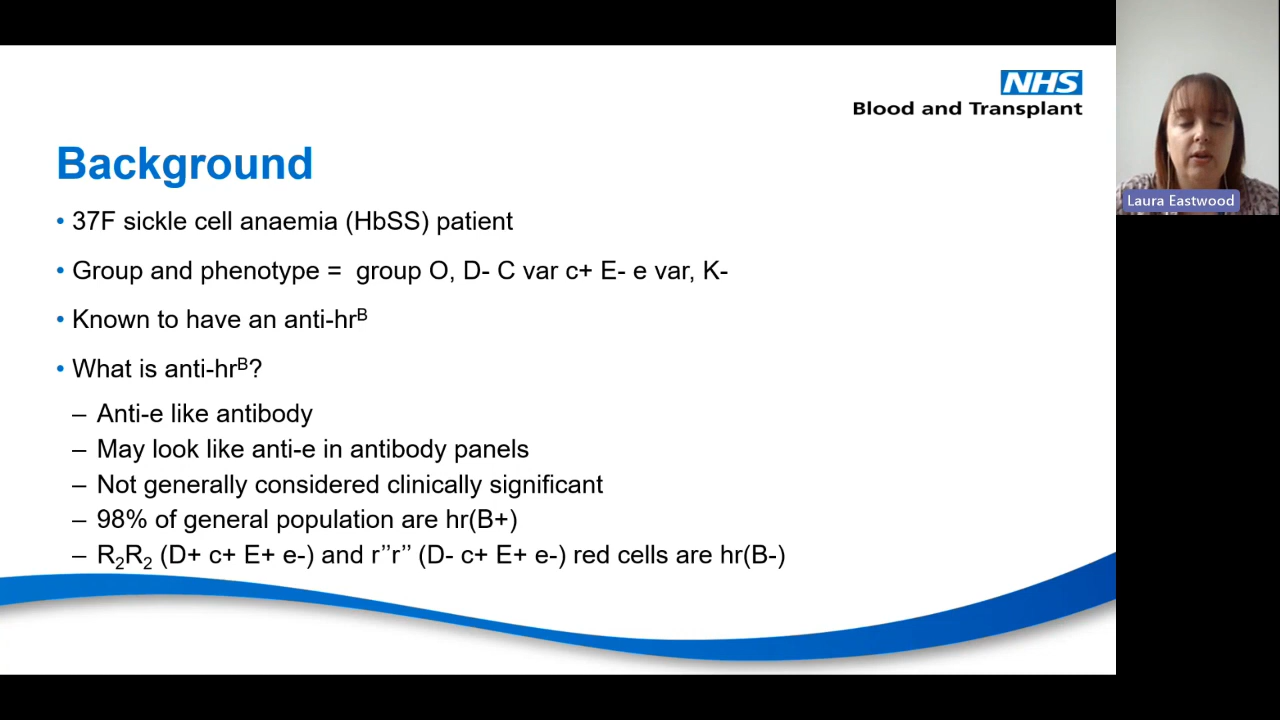 NHS
Blood and Transplant
Background
• 37F sickle cell anaemia (HbSS) patient
• Group and phenotype = group O, D- C var c+ E- e var, K-
• Known to have an anti-hrᴮ
• What is anti-hrᴮ?
– Anti-e like antibody
– May look like anti-e in antibody panels
– Not generally considered clinically significant
– 98% of general population are hr(B+)
– R₂R₂ (D+ c+ E+ e-) and r’’r’’ (D- c+ E+ e-) red cells are hr(B-)
Laura Eastwood